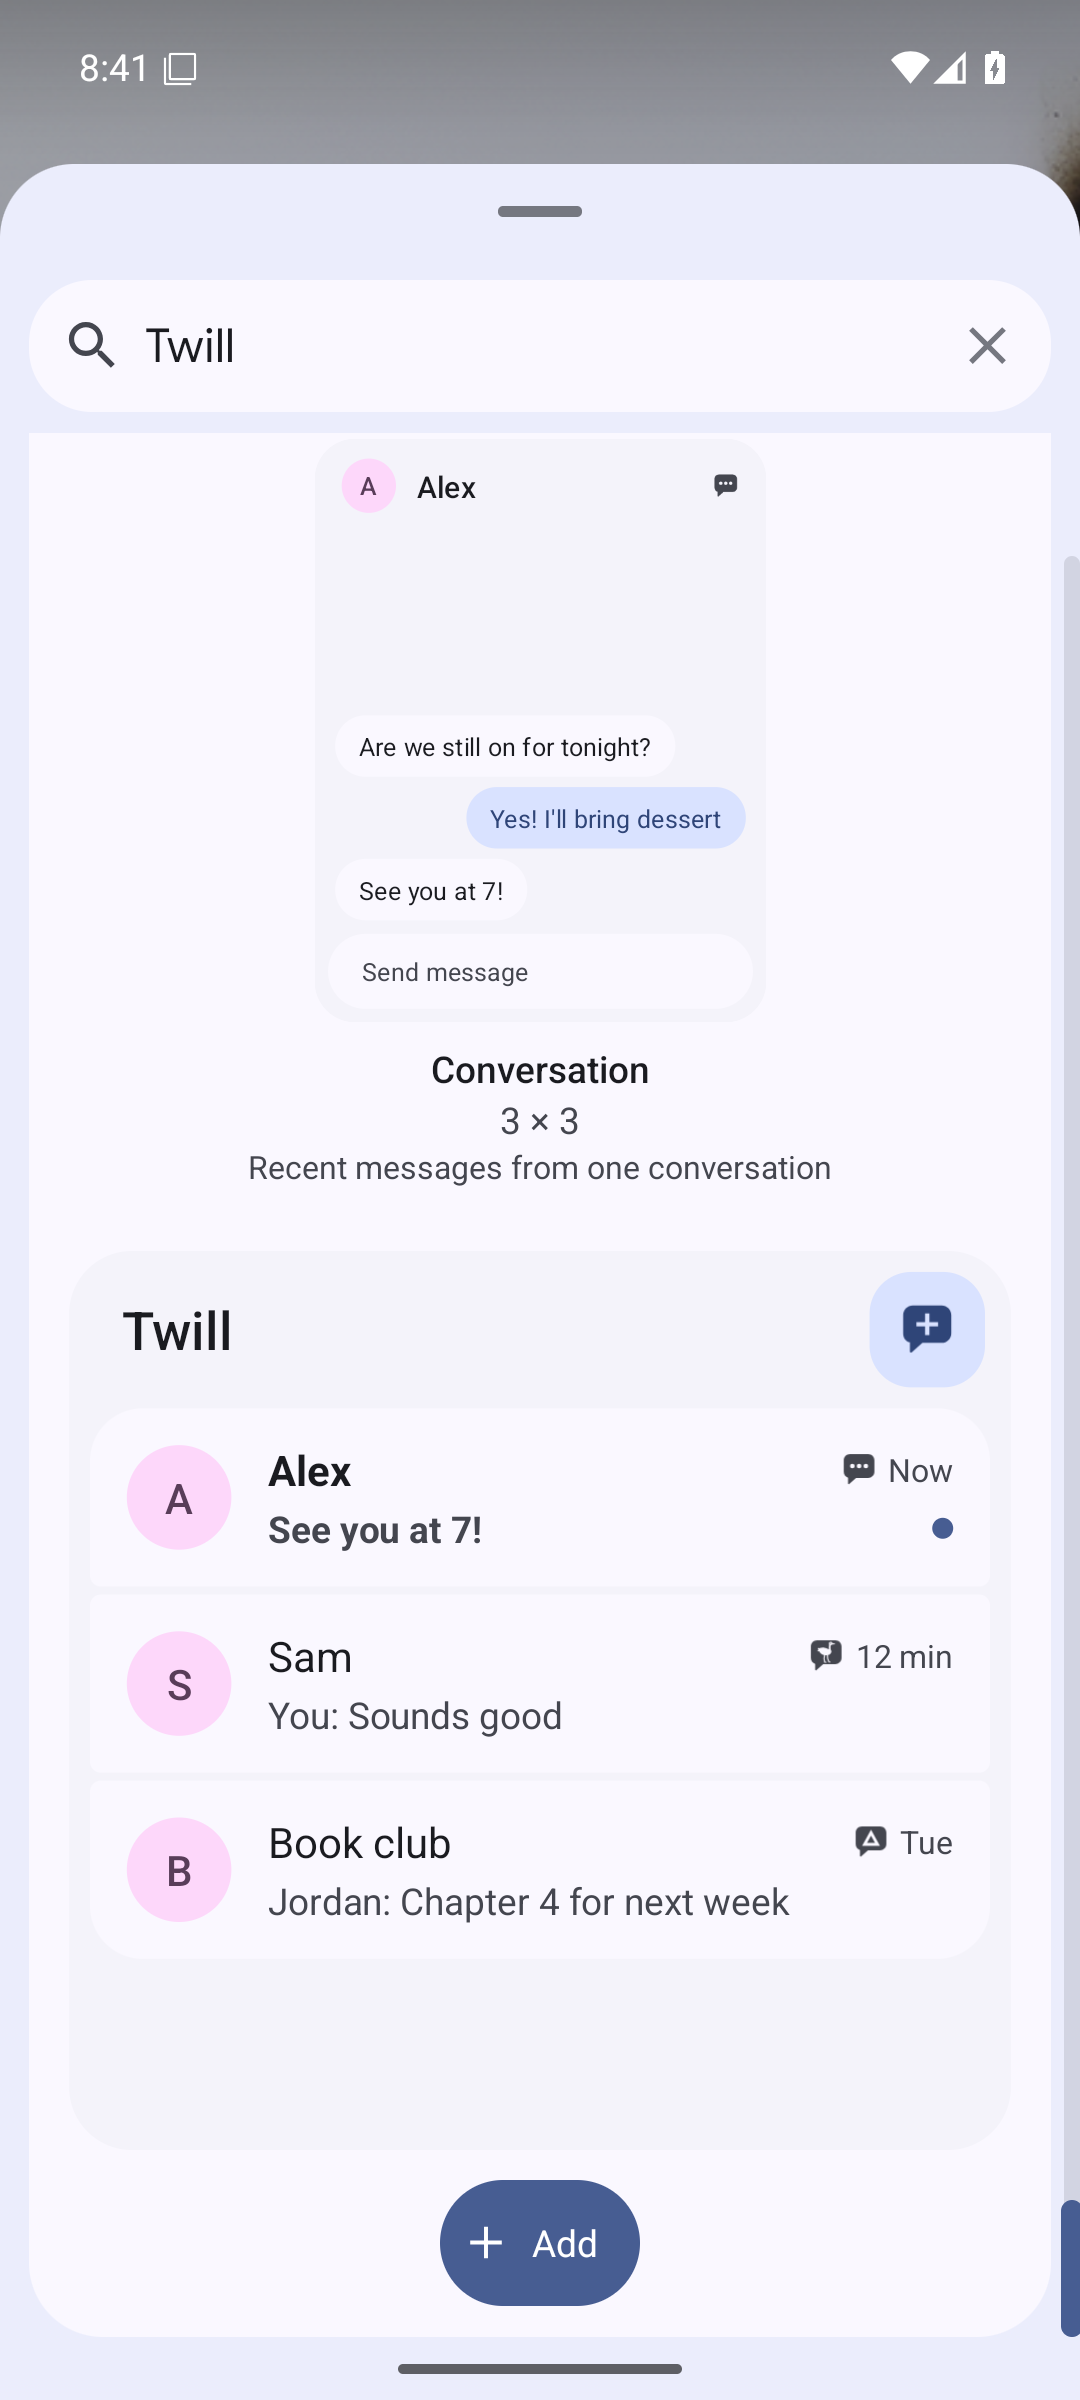 8:41
Twill
A Alex
Are we still on for tonight?
Yes! I'll bring dessert
See you at 7!
Send message
Conversation
3 × 3
Recent messages from one conversation
Twill
A Alex Now
See you at 7!
S Sam 12 min
You: Sounds good
B Book club Tue
Jordan: Chapter 4 for next week
Add